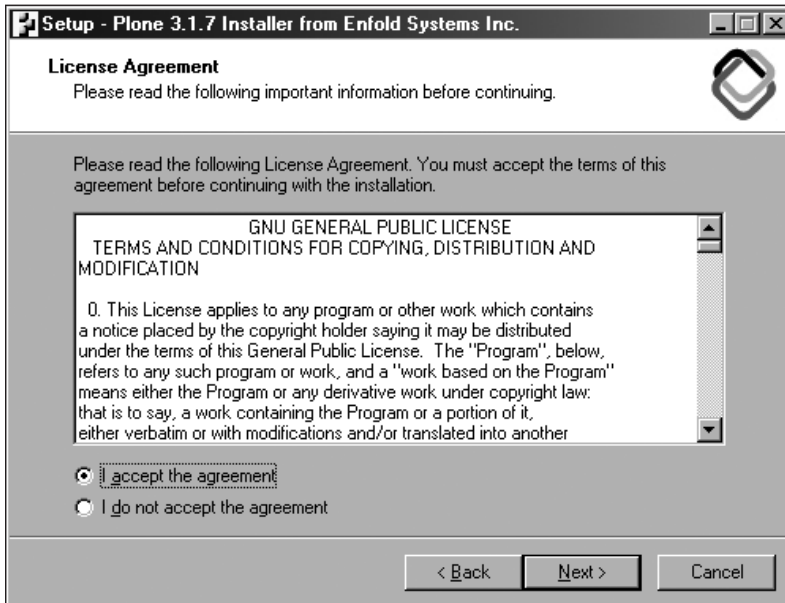 Setup - Plone 3.1.7 Installer from Enfold Systems Inc.
License Agreement
Please read the following important information before continuing.
Please read the following License Agreement. You must accept the terms of this
agreement before continuing with the installation.
GNU GENERAL PUBLIC LICENSE
TERMS AND CONDITIONS FOR COPYING, DISTRIBUTION AND
MODIFICATION
0. This License applies to any program or other work which contains
a notice placed by the copyright holder saying it may be distributed
under the terms of this General Public License. The "Program", below,
refers to any such program or work, and a "work based on the Program"
means either the Program or any derivative work under copyright law:
that is to say, a work containing the Program or a portion of it,
either verbatim or with modifications and/or translated into another
I accept the agreement
I do not accept the agreement
< Back Next > Cancel